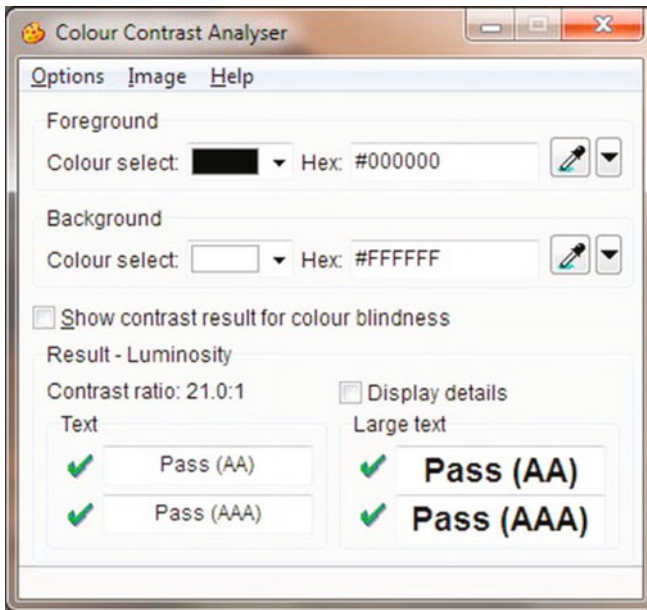 Colour Contrast Analyser
Options Image Help
Foreground
Colour select: Hex: #000000
Background
Colour select: Hex: #FFFFFF
Show contrast result for colour blindness
Result - Luminosity
Contrast ratio: 21.0:1 Display details
Text Large text
Pass (AA) Pass (AA)
Pass (AAA) Pass (AAA)